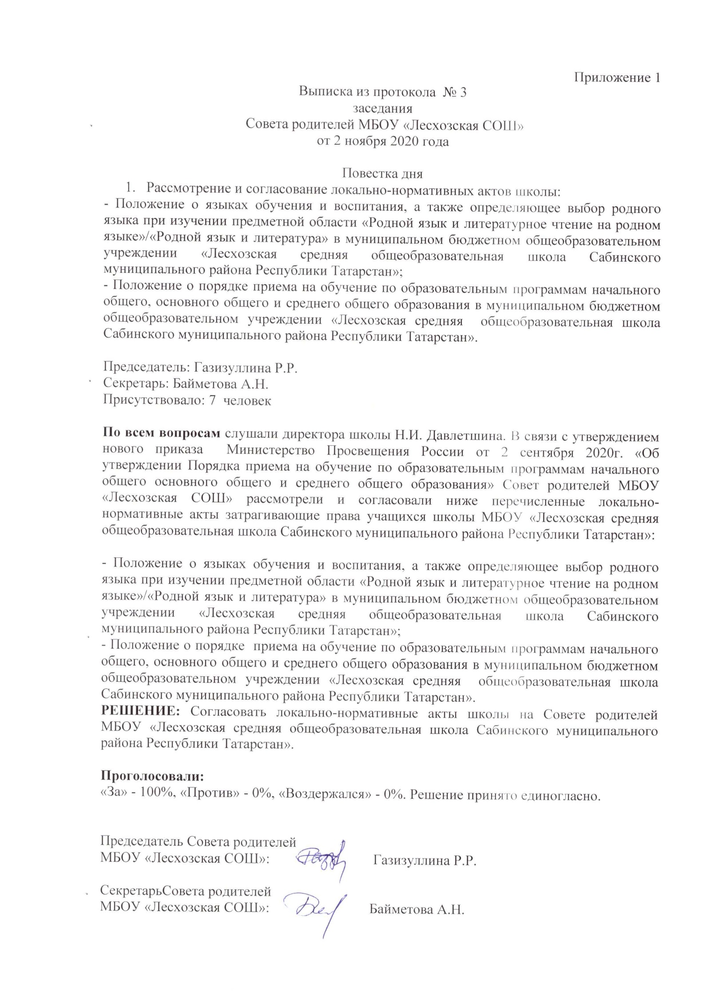 Приложение 1
Выписка из протокола № 3
заседания
Совета родителей МБОУ «Лесхозская СОШ»
от 2 ноября 2020 года
Повестка дня
1. Рассмотрение и согласование локально-нормативных актов школы:
- Положение о языках обучения и воспитания, а также определяющее выбор родного
языка при изучении предметной области «Родной язык и литературное чтение на родном
языке»/«Родной язык и литература» в муниципальном бюджетном общеобразовательном
учреждении «Лесхозская средняя общеобразовательная школа Сабинского
муниципального района Республики Татарстан»;
- Положение о порядке приема на обучение по образовательным программам начального
общего, основного общего и среднего общего образования в муниципальном бюджетном
общеобразовательном учреждении «Лесхозская средняя общеобразовательная школа
Сабинского муниципального района Республики Татарстан».
Председатель: Газизуллина Р.Р.
Секретарь: Байметова А.Н.
Присутствовало: 7 человек
По всем вопросам слушали директора школы Н.И. Давлетшина. В связи с утверждением
нового приказа Министерство Просвещения России от 2 сентября 2020г. «Об
утверждении Порядка приема на обучение по образовательным программам начального
общего основного общего и среднего общего образования» Совет родителей МБОУ
«Лесхозская СОШ» рассмотрели и согласовали ниже перечисленные локально-
нормативные акты затрагивающие права учащихся школы МБОУ «Лесхозская средняя
общеобразовательная школа Сабинского муниципального района Республики Татарстан»:
- Положение о языках обучения и воспитания, а также определяющее выбор родного
языка при изучении предметной области «Родной язык и литературное чтение на родном
языке»/«Родной язык и литература» в муниципальном бюджетном общеобразовательном
учреждении «Лесхозская средняя общеобразовательная школа Сабинского
муниципального района Республики Татарстан»;
- Положение о порядке приема на обучение по образовательным программам начального
общего, основного общего и среднего общего образования в муниципальном бюджетном
общеобразовательном учреждении «Лесхозская средняя общеобразовательная школа
Сабинского муниципального района Республики Татарстан».
РЕШЕНИЕ: Согласовать локально-нормативные акты школы на Совете родителей
МБОУ «Лесхозская средняя общеобразовательная школа Сабинского муниципального
района Республики Татарстан».
Проголосовали:
«За» - 100%, «Против» - 0%, «Воздержался» - 0%. Решение принято единогласно.
Председатель Совета родителей
МБОУ «Лесхозская СОШ»: Газизуллина Р.Р.
СекретарьСовета родителей
МБОУ «Лесхозская СОШ»: Байметова А.Н.